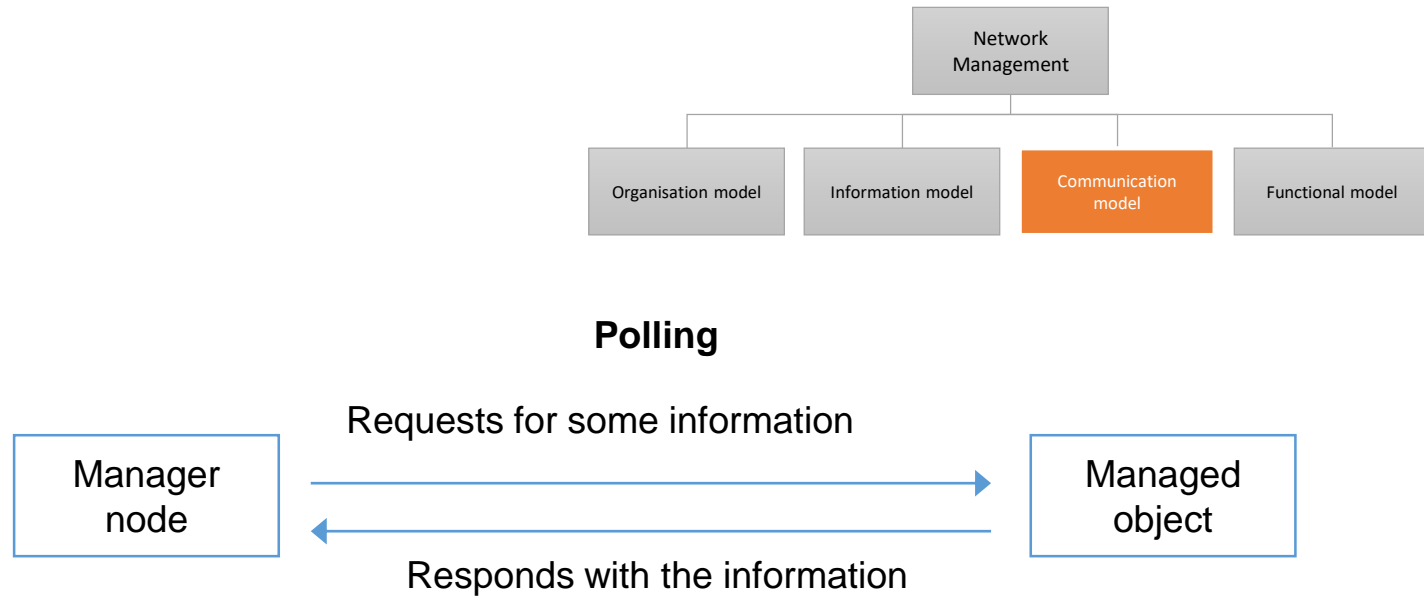 Network
Management
Organisation model
Information model
Communication
model
Functional model
Polling
Requests for some information
Manager
node
Managed
object
Responds with the information